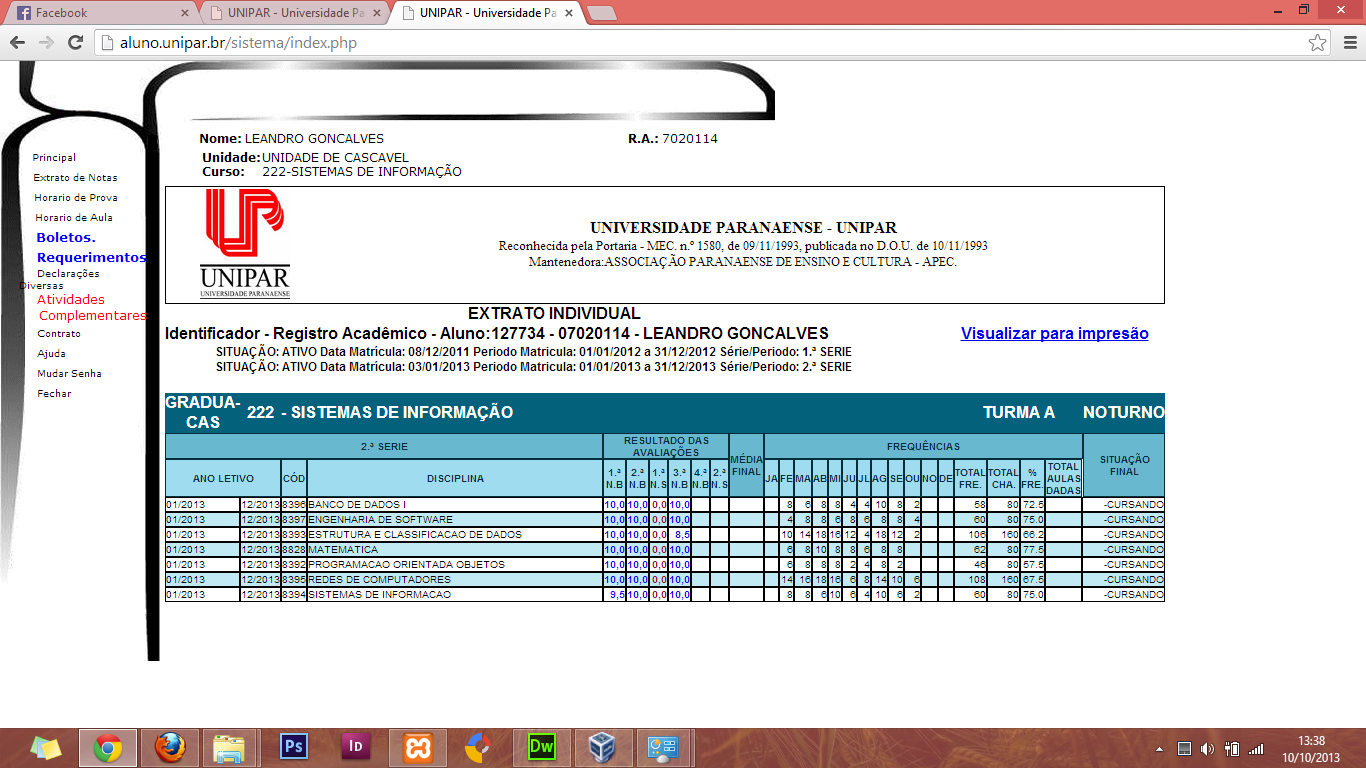 Facebook
UNIPAR - Universidade Pa
UNIPAR - Universidade Pa
aluno.unipar.br/sistema/index.php
Nome: LEANDRO GONCALVES R.A.: 7020114
Unidade: UNIDADE DE CASCAVEL
Curso: 222-SISTEMAS DE INFORMAÇÃO
Principal
Extrato de Notas
Horario de Prova
Horario de Aula
Boletos.
Requerimentos
Declarações
Diversas
Atividades
Complementares
Contrato
Ajuda
Mudar Senha
Fechar
UNIPAR
UNIVERSIDADE PARANAENSE
UNIVERSIDADE PARANAENSE - UNIPAR
Reconhecida pela Portaria - MEC. n.º 1580, de 09/11/1993, publicada no D.O.U. de 10/11/1993
Mantenedora:ASSOCIAÇÃO PARANAENSE DE ENSINO E CULTURA - APEC.
EXTRATO INDIVIDUAL
Identificador - Registro Acadêmico - Aluno:127734 - 07020114 - LEANDRO GONCALVES Visualizar para impresão
SITUAÇÃO: ATIVO Data Matrícula: 08/12/2011 Periodo Matricula: 01/01/2012 a 31/12/2012 Série/Periodo: 1.ª SERIE
SITUAÇÃO: ATIVO Data Matrícula: 03/01/2013 Periodo Matricula: 01/01/2013 a 31/12/2013 Série/Periodo: 2.ª SERIE
GRADUA-CAS 222 - SISTEMAS DE INFORMAÇÃO TURMA A NOTURNO
2.ª SERIE RESULTADO DAS AVALIAÇÕES MÉDIA FINAL FREQUÊNCIAS SITUAÇÃO FINAL
ANO LETIVO CÓD DISCIPLINA 1.ª N.B 2.ª N.B 1.ª N.S 3.ª N.B 4.ª N.B 2.ª N.S JA FE MA AB MI JU JL AG SE OU NO DE TOTAL FRE. TOTAL CHA. % FRE. TOTAL AULAS DADAS
01/2013 12/2013 8396 BANCO DE DADOS I 10,0 10,0 0,0 10,0 8 6 8 8 4 4 10 8 2 58 80 72.5 -CURSANDO
01/2013 12/2013 8397 ENGENHARIA DE SOFTWARE 10,0 10,0 0,0 10,0 4 8 8 6 8 6 8 8 4 60 80 75.0 -CURSANDO
01/2013 12/2013 8393 ESTRUTURA E CLASSIFICACAO DE DADOS 10,0 10,0 0,0 8,5 10 14 18 16 12 4 18 12 2 106 160 66.2 -CURSANDO
01/2013 12/2013 8828 MATEMATICA 10,0 10,0 0,0 10,0 6 8 10 8 8 6 8 8 62 80 77.5 -CURSANDO
01/2013 12/2013 8392 PROGRAMACAO ORIENTADA OBJETOS 10,0 10,0 0,0 10,0 6 8 8 8 2 4 8 2 46 80 57.5 -CURSANDO
01/2013 12/2013 8395 REDES DE COMPUTADORES 10,0 10,0 0,0 10,0 14 16 18 16 6 8 14 10 6 108 160 67.5 -CURSANDO
01/2013 12/2013 8394 SISTEMAS DE INFORMACAO 9,5 10,0 0,0 10,0 8 8 6 10 6 4 10 6 2 60 80 75.0 -CURSANDO
Ps
Id
Dw
13:38
10/10/2013